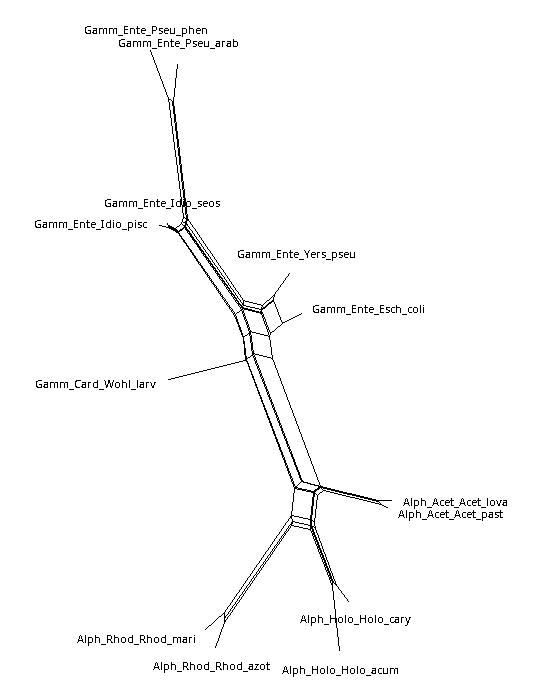 Gamm_Ente_Pseu_phen
Gamm_Ente_Pseu_arab
Gamm_Ente_Idio_seos
Gamm_Ente_Idio_pisc
Gamm_Ente_Yers_pseu
Gamm_Ente_Esch_coli
Gamm_Card_Wohl_larv
Alph_Acet_Acet_lova
Alph_Acet_Acet_past
Alph_Holo_Holo_cary
Alph_Rhod_Rhod_mari
Alph_Rhod_Rhod_azot
Alph_Holo_Holo_acum